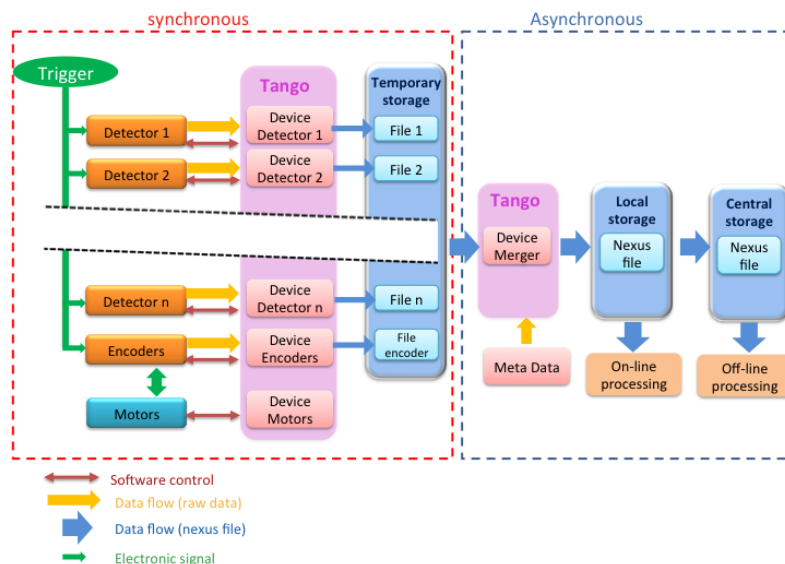 synchronous
Asynchronous
Trigger
Tango
Temporary
storage
Detector 1
Device
Detector 1
File 1
Detector 2
Device
Detector 2
File 2
Tango
Device
Merger
Local
storage
Nexus
file
Central
storage
Nexus
file
Detector n
Device
Detector n
File n
Encoders
Device
Encoders
File
encoder
Meta Data
On-line
processing
Off-line
processing
Motors
Device
Motors
Software control
Data flow (raw data)
Data flow (nexus file)
Electronic signal